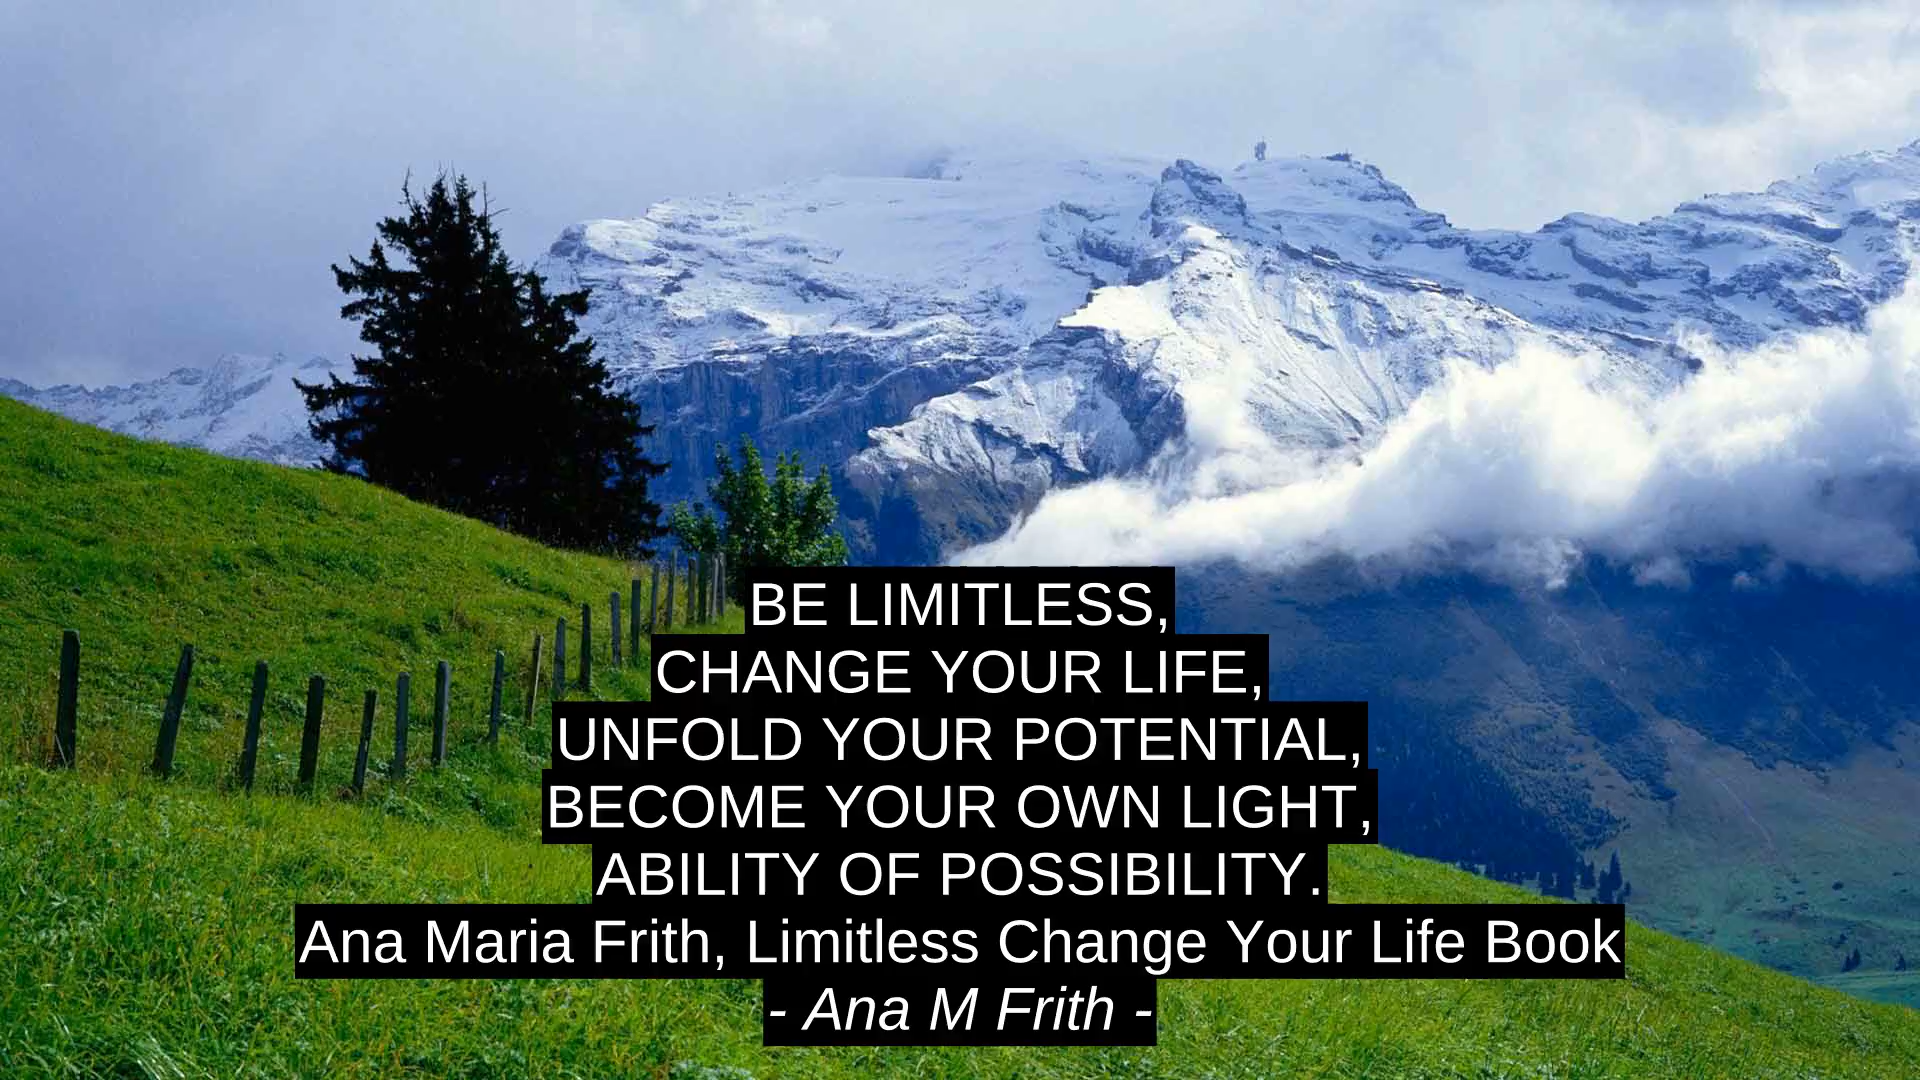 BE LIMITLESS,
CHANGE YOUR LIFE,
UNFOLD YOUR POTENTIAL,
BECOME YOUR OWN LIGHT,
ABILITY OF POSSIBILITY.
Ana Maria Frith, Limitless Change Your Life Book
- Ana M Frith -